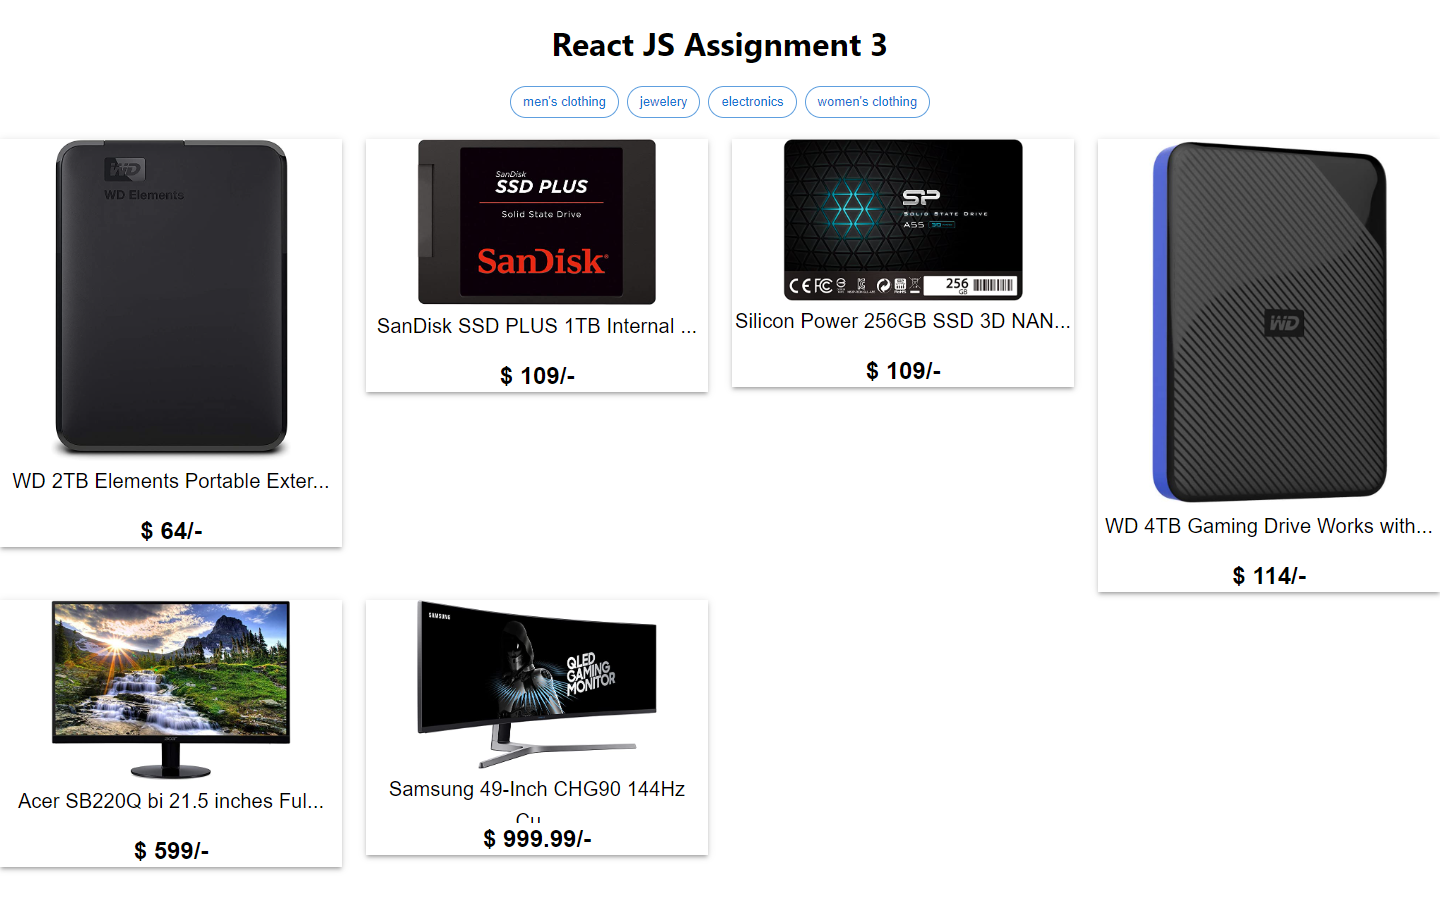 React JS Assignment 3
men's clothing
jewelery
electronics
women's clothing
WD
WD Elements
WD 2TB Elements Portable Exter...
$ 64/-
SanDisk
SSD PLUS
Solid State Drive
SanDisk
SanDisk SSD PLUS 1TB Internal ...
$ 109/-
SP
SOLID STATE DRIVE
A55
256
GB
Silicon Power 256GB SSD 3D NAN...
$ 109/-
WD
WD 4TB Gaming Drive Works with...
$ 114/-
acer
Acer SB220Q bi 21.5 inches Ful...
$ 599/-
SAMSUNG
QLED
GAMING
MONITOR
Samsung 49-Inch CHG90 144Hz
Cu
$ 999.99/-